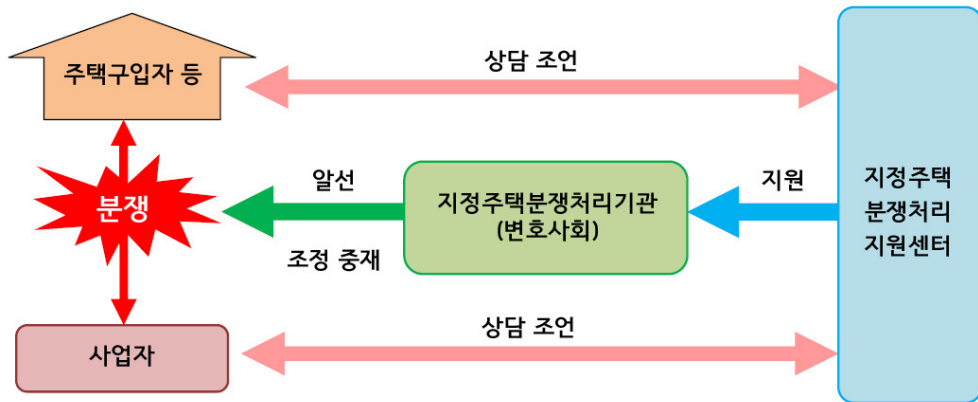 주택구입자 등
상담 조언
분쟁
알선
조정 중재
지정주택분쟁처리기관
(변호사회)
지원
지정주택
분쟁처리
지원센터
사업자
상담 조언